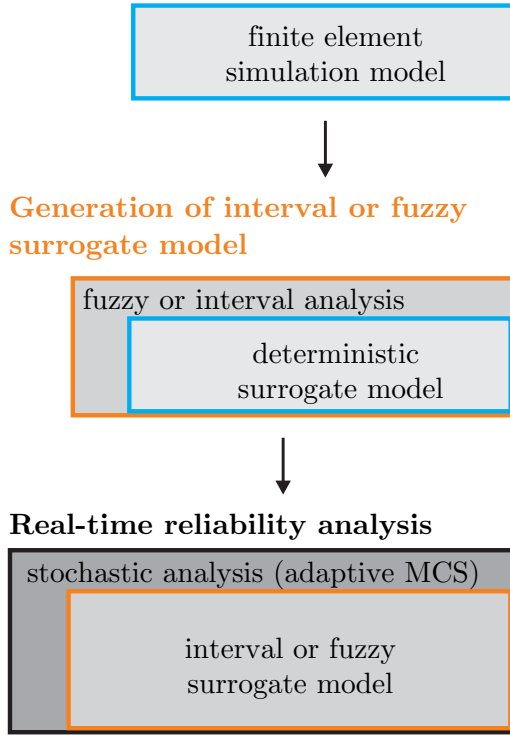 finite element
simulation model
Generation of interval or fuzzy
surrogate model
fuzzy or interval analysis
deterministic
surrogate model
Real-time reliability analysis
stochastic analysis (adaptive MCS)
interval or fuzzy
surrogate model